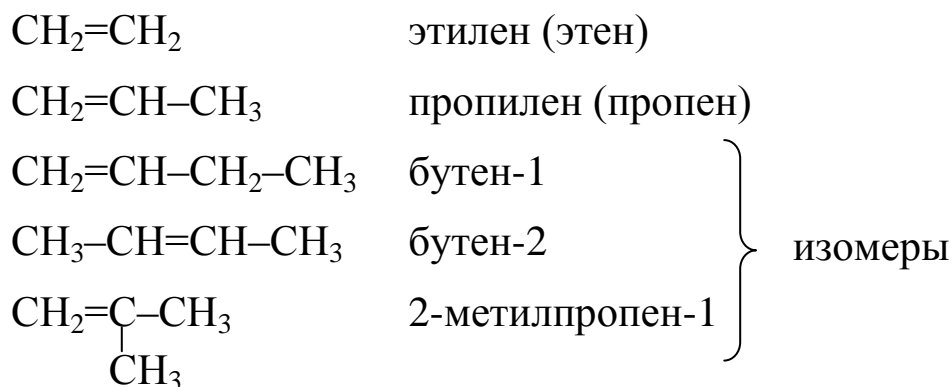 CH₂=CH₂ этилен (этен)
CH₂=CH–CH₃ пропилен (пропен)
CH₂=CH–CH₂–CH₃ бутен-1
CH₃–CH=CH–CH₃ бутен-2
изомеры
CH₂=C–CH₃ 2-метилпропен-1
CH₃